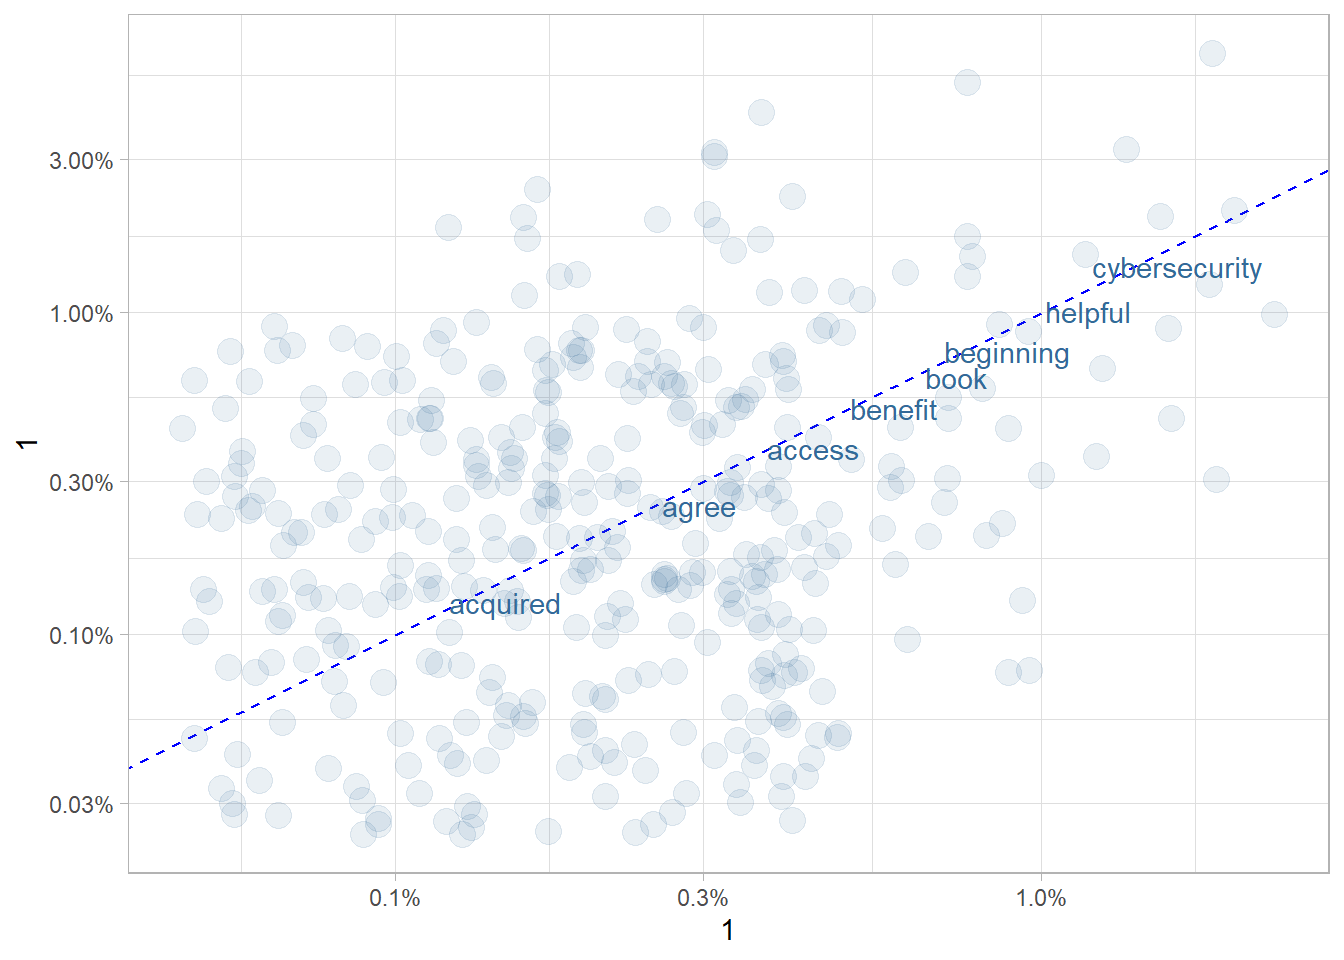 3.00%
1.00%
0.30%
0.10%
0.03%
1
cybersecurity
helpful
beginning
book
benefit
access
agree
acquired
0.1%
0.3%
1.0%
1